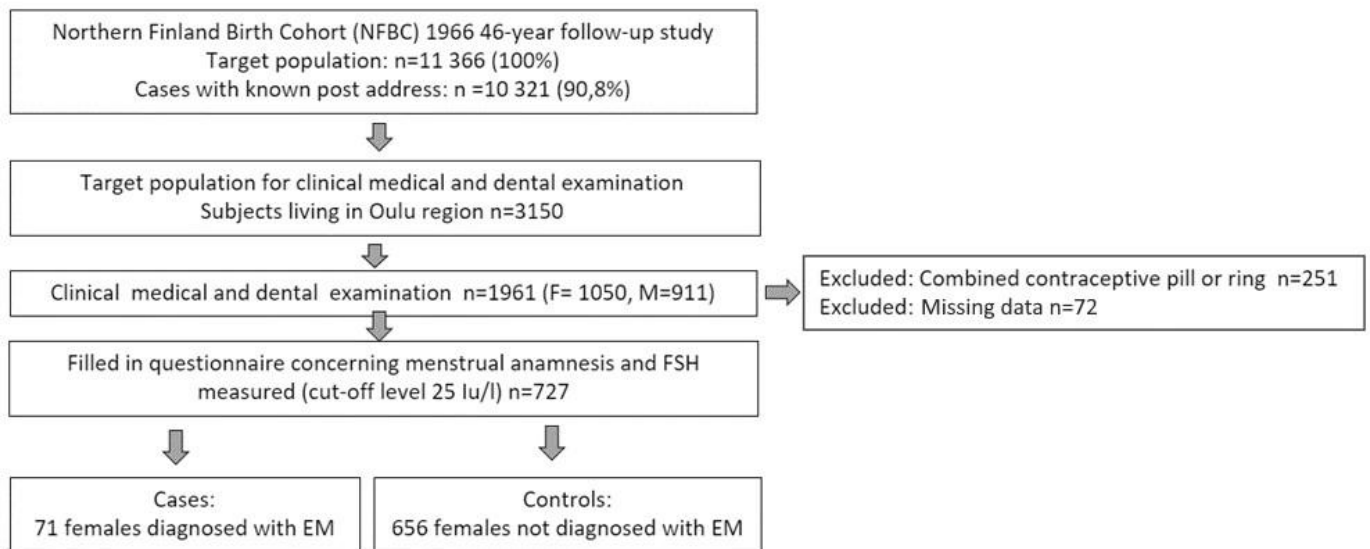 Northern Finland Birth Cohort (NFBC) 1966 46-year follow-up study
Target population: n=11 366 (100%)
Cases with known post address: n =10 321 (90,8%)
Target population for clinical medical and dental examination
Subjects living in Oulu region n=3150
Clinical medical and dental examination n=1961 (F= 1050, M=911)
Excluded: Combined contraceptive pill or ring n=251
Excluded: Missing data n=72
Filled in questionnaire concerning menstrual anamnesis and FSH
measured (cut-off level 25 Iu/l) n=727
Cases:
71 females diagnosed with EM
Controls:
656 females not diagnosed with EM